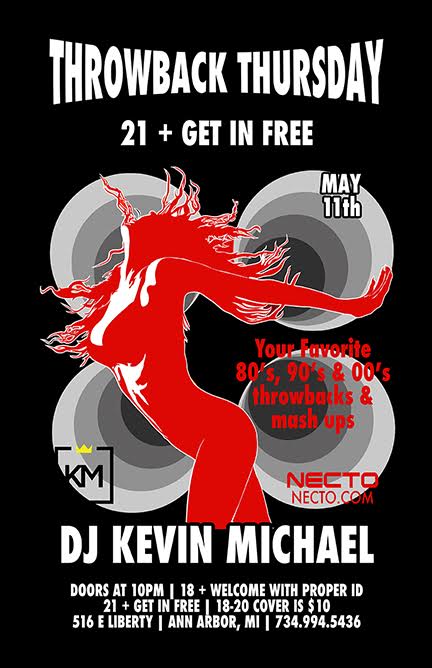 THROWBACK THURSDAY
21 + GET IN FREE
MAY
11th
Your Favorite
80's, 90's & 00's
throwbacks &
mash ups
KM
NECTO
NECTO.COM
DJ KEVIN MICHAEL
DOORS AT 10PM | 18 + WELCOME WITH PROPER ID
21 + GET IN FREE | 18-20 COVER IS $10
516 E LIBERTY | ANN ARBOR, MI | 734.994.5436